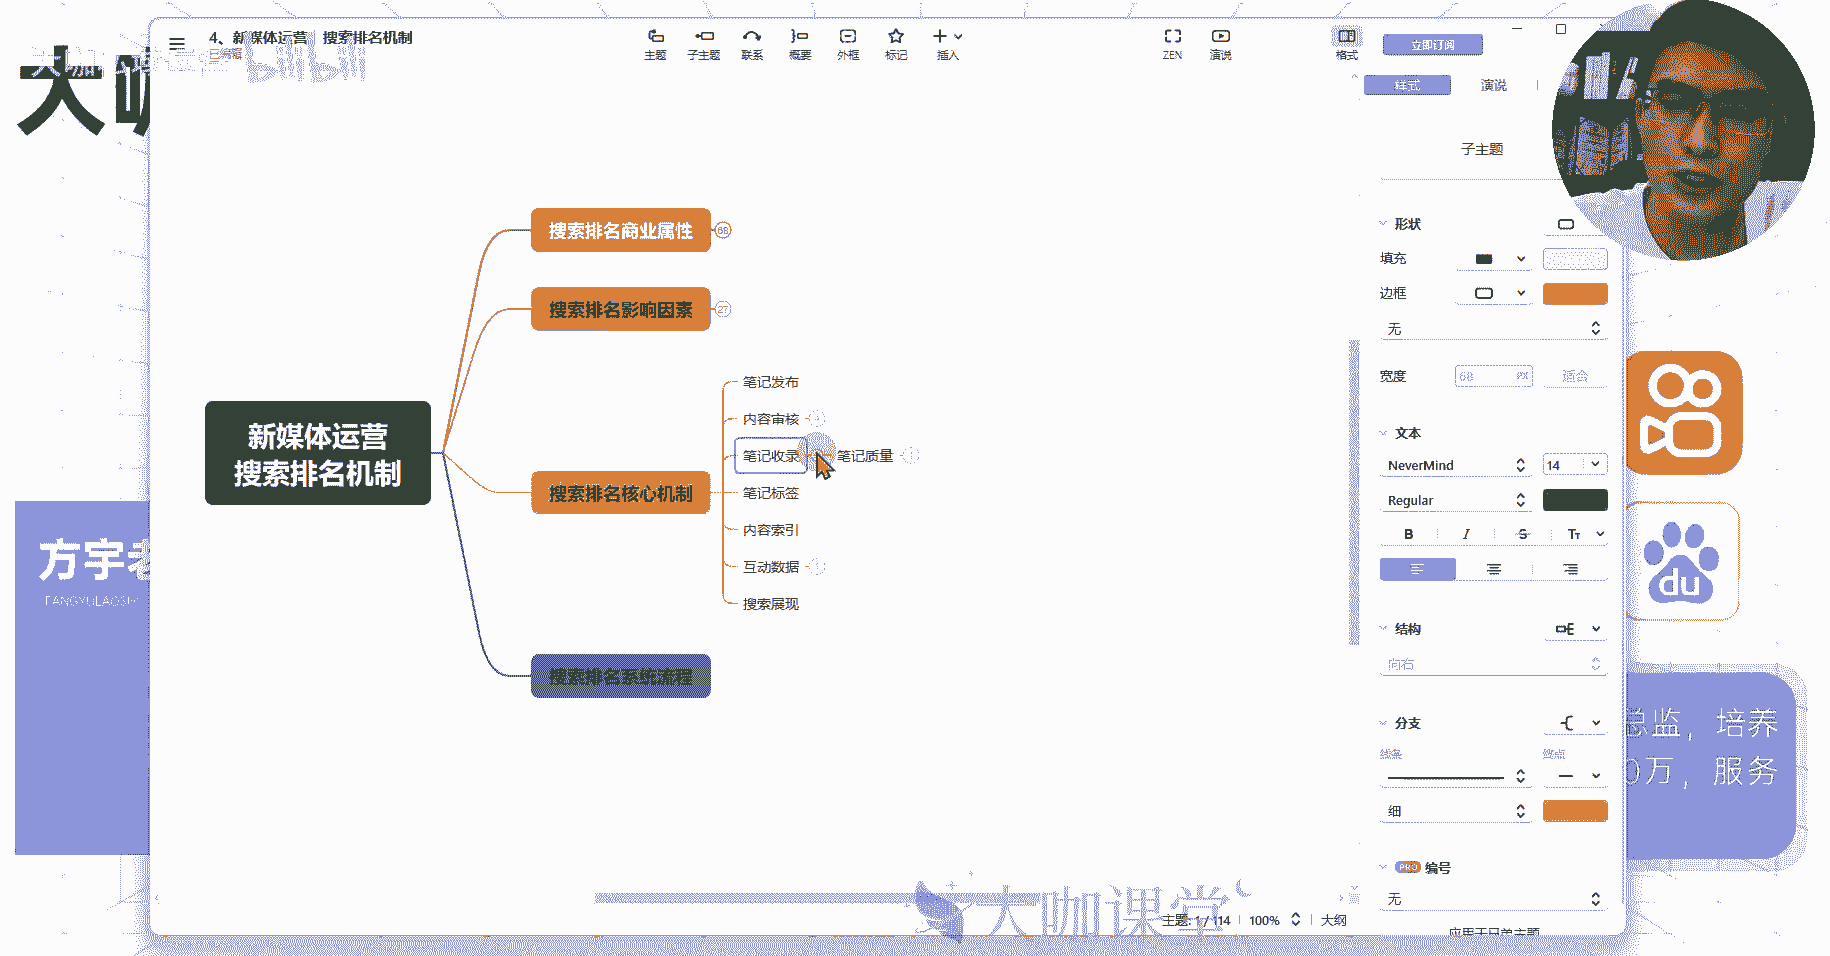 4、新媒体运营 搜索排名机制
已编辑
bilibili
大咖
主题
子主题
联系
概要
外框
标记
插入
ZEN
演说
格式
立即订阅
样式
演说
子主题
形状
填充
边框
无
宽度
68
PX
适合
文本
NeverMind
14
Regular
B
I
S
TT
结构
向右
分支
线条
终点
细
PRO 编号
无
应用于兄弟主题
新媒体运营
搜索排名机制
搜索排名商业属性
68
搜索排名影响因素
27
搜索排名核心机制
笔记发布
内容审核
笔记收录
笔记质量
笔记标签
内容索引
互动数据
搜索展现
搜索排名系统流程
方宇老
FANGYULAOSHI
du
总监，培养
0万，服务
大咖课堂
主题: 1 / 114
100%
大纲